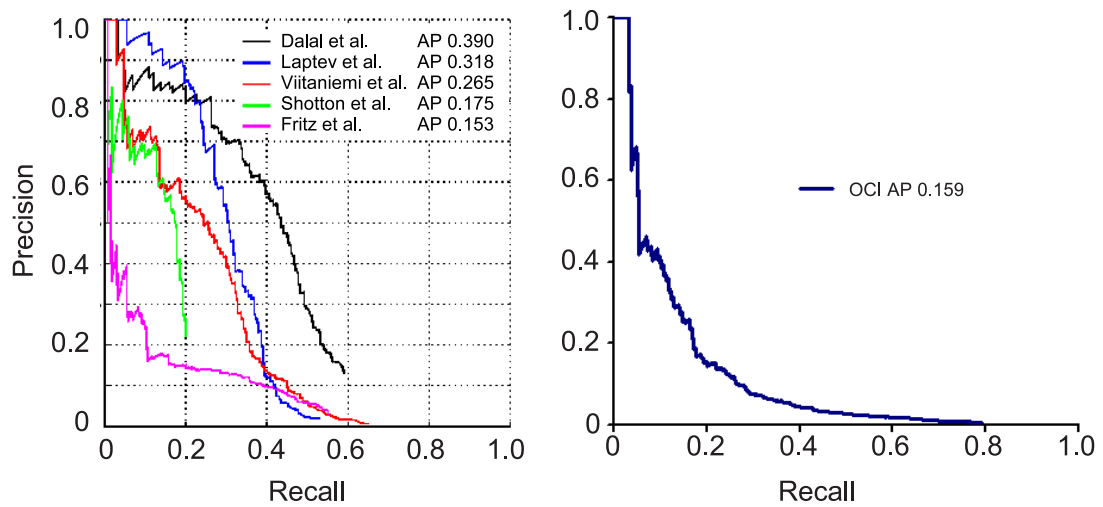 1.0
0.8
0.6
0.4
0.2
0
Precision
0.0 0.2 0.4 0.6 0.8 1.0
Recall
Dalal et al. AP 0.390
Laptev et al. AP 0.318
Viitaniemi et al. AP 0.265
Shotton et al. AP 0.175
Fritz et al. AP 0.153
1.0
0.8
0.6
0.4
0.2
0
0 0.2 0.4 0.6 0.8 1.0
Recall
OCI AP 0.159